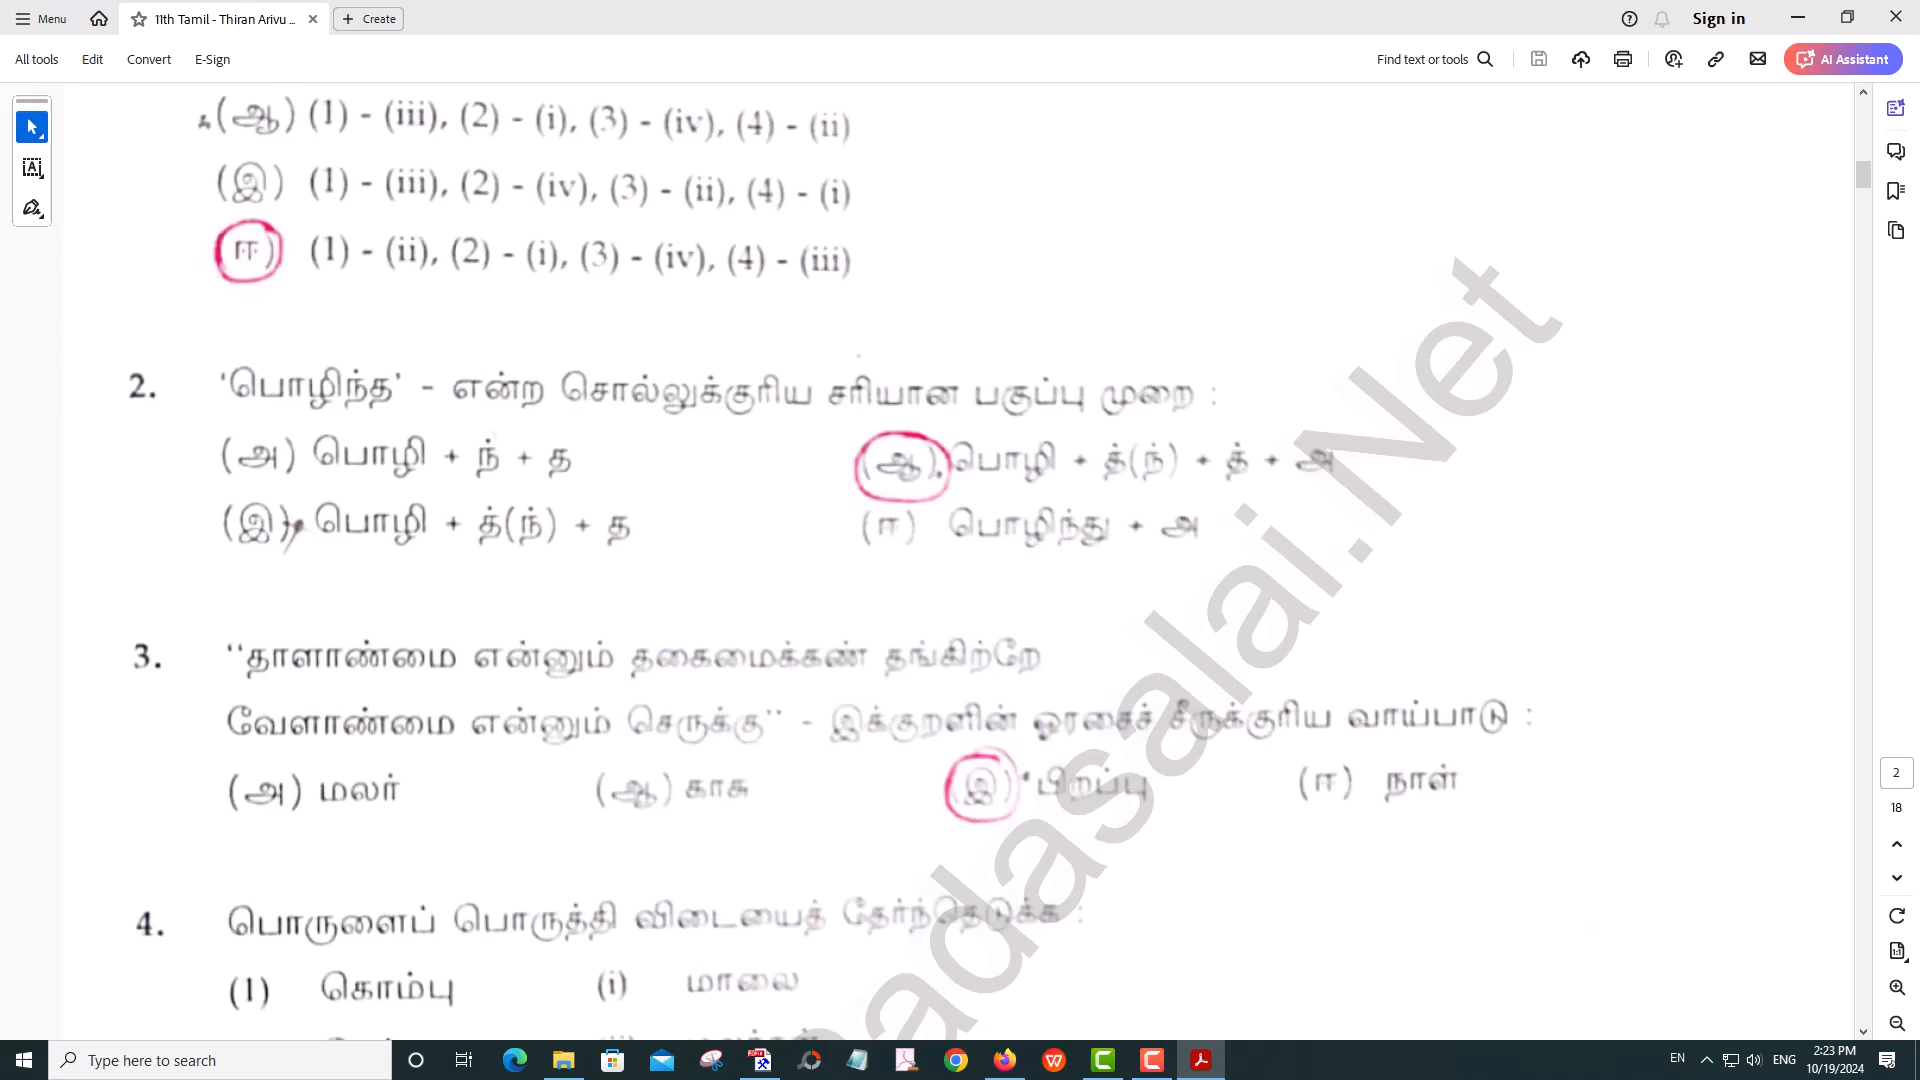 Menu
11th Tamil - Thiran Arivu ...
Create
Sign in
All tools
Edit
Convert
E-Sign
Find text or tools
AI Assistant
(ஆ) (1) - (iii), (2) - (i), (3) - (iv), (4) - (ii)
(இ) (1) - (iii), (2) - (iv), (3) - (ii), (4) - (i)
ஈ) (1) - (ii), (2) - (i), (3) - (iv), (4) - (iii)
2. 'பொழிந்த' - என்ற சொல்லுக்குரிய சரியான பகுப்பு முறை :
(அ) பொழி + ந் + த (ஆ) பொழி + த்(ந்) + த் + அ
(இ) பொழி + த்(ந்) + த (ஈ) பொழிந்து + அ
3. "தாளாண்மை என்னும் தகைமைக்கண் தங்கிற்றே
வேளாண்மை என்னும் செருக்கு" - இக்குறளின் ஓரசைச் சீருக்குரிய வாய்பாடு :
(அ) மலர் (ஆ) காசு (இ) பிறப்பு (ஈ) நாள்
4. பொருளைப் பொருத்தி விடையைத் தேர்ந்தெடுக்க :
(1) கொம்பு (i) மாலை
adasalai.Net
2
18
Type here to search
EN
ENG
2:23 PM
10/19/2024